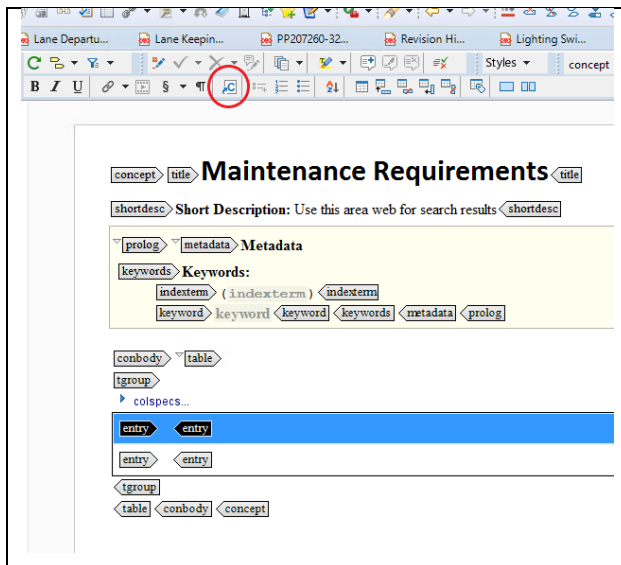 Lane Departu... Lane Keepin... PP207260-32... Revision Hi... Lighting Swi...
Styles concept
B I U § ¶ C
concept title Maintenance Requirements title
shortdesc Short Description: Use this area web for search results shortdesc
prolog metadata Metadata
keywords Keywords:
indexterm (indexterm) indexterm
keyword keyword keyword keywords metadata prolog
conbody table
tgroup
colspecs...
entry entry
entry entry
tgroup
table conbody concept